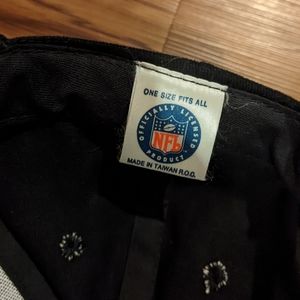 ONE SIZE FITS ALL
OFFICIALLY LICENSED
NFL
PRODUCT
MADE IN TAIWAN R.O.C.